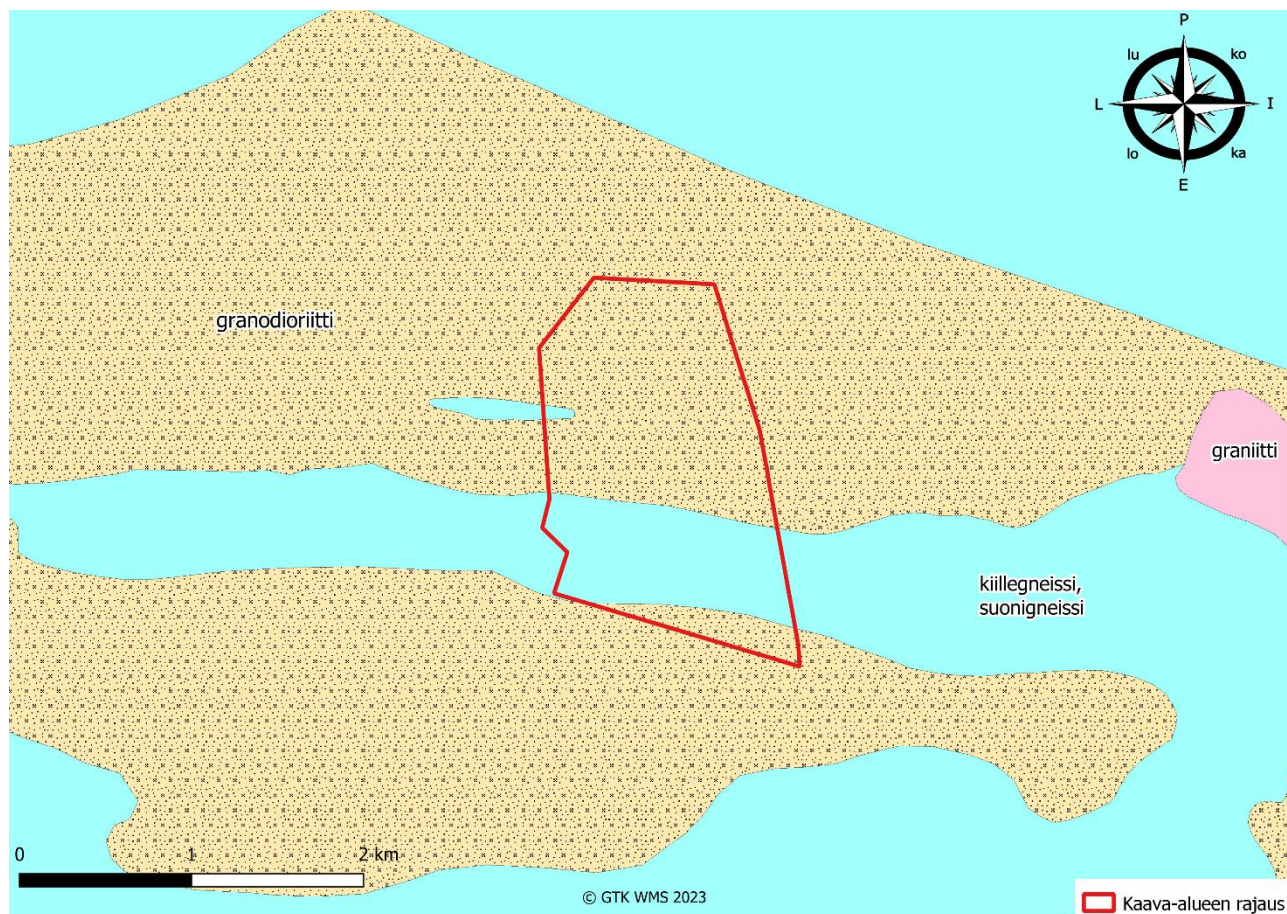 P
lu
ko
L
I
lo
ka
E
granodioriitti
graniitti
kiillegneissi,
suonigneissi
0
1
2 km
© GTK WMS 2023
Kaava-alueen rajaus